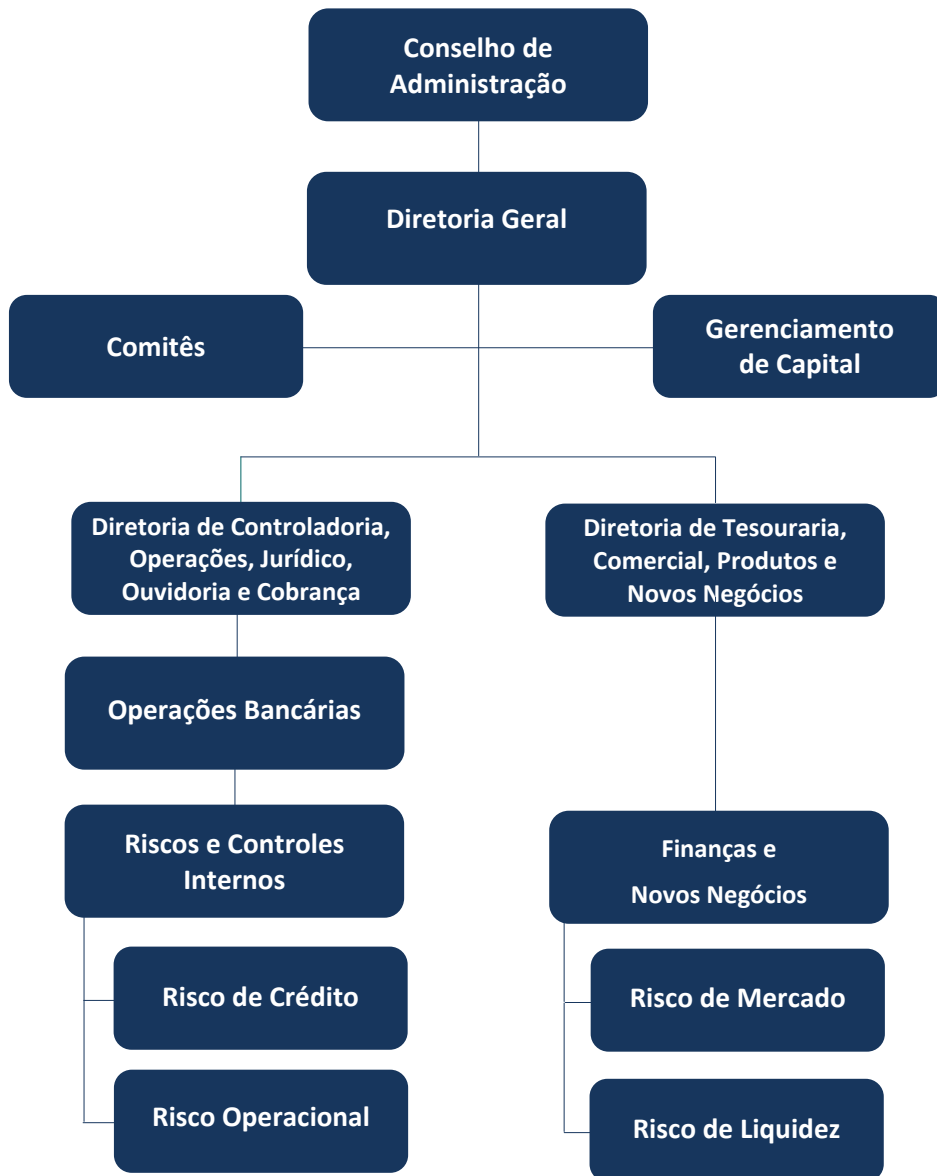 Conselho de
Administração
Diretoria Geral
Comitês
Gerenciamento
de Capital
Diretoria de Controladoria,
Operações, Jurídico,
Ouvidoria e Cobrança
Diretoria de Tesouraria,
Comercial, Produtos e
Novos Negócios
Operações Bancárias
Riscos e Controles
Internos
Finanças e
Novos Negócios
Risco de Crédito
Risco de Mercado
Risco Operacional
Risco de Liquidez